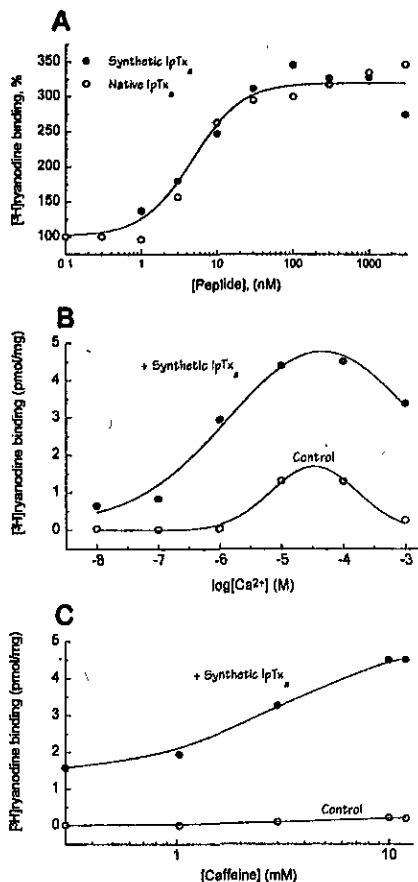 A
[³H]ryanodine binding, %
350
300
250
200
150
100
Synthetic IpTxₐ
Native IpTxₐ
0 1
1
10
100
1000
[Peptide], (nM)
B
[³H]ryanodine binding (pmol/mg)
5
4
3
2
1
0
+ Synthetic IpTxₐ
Control
-8
-7
-6
-5
-4
-3
log[Ca²⁺] (M)
C
[³H]ryanodine binding (pmol/mg)
6
5
4
3
2
1
0
+ Synthetic IpTxₐ
Control
1
10
[Caffeine] (mM)